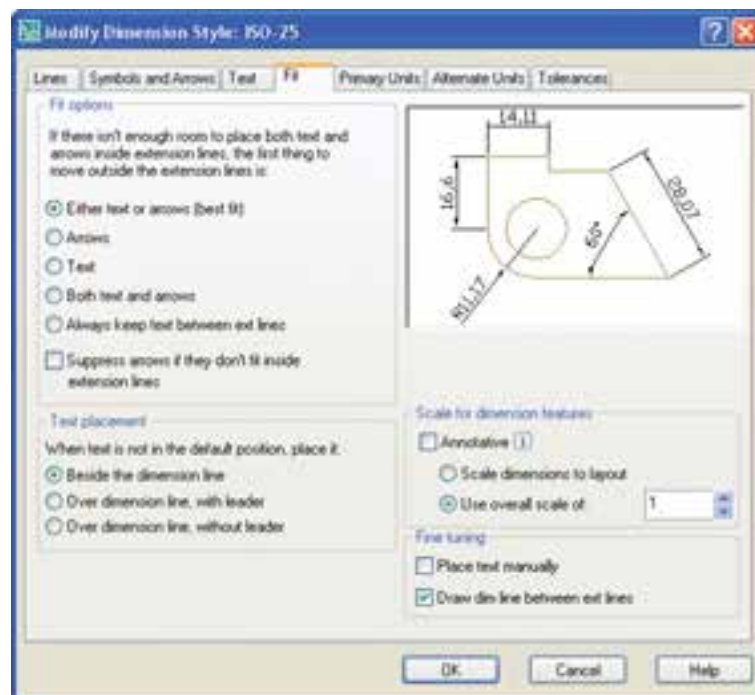 Modify Dimension Style: ISO-25
Lines
Symbols and Arrows
Text
Fit
Primary Units
Alternate Units
Tolerances
Fit options
If there isn't enough room to place both text and
arrows inside extension lines, the first thing to
move outside the extension lines is:
Either text or arrows (best fit)
Arrows
Text
Both text and arrows
Always keep text between ext lines
Suppress arrows if they don't fit inside
extension lines
Text placement
When text is not in the default position, place it
Beside the dimension line
Over dimension line, with leader
Over dimension line, without leader
14,11
16,6
28,07
60°
R11,17
Scale for dimension features
Annotative
Scale dimensions to layout
Use overall scale of:
1
Fine tuning
Place text manually
Draw dim line between ext lines
OK
Cancel
Help